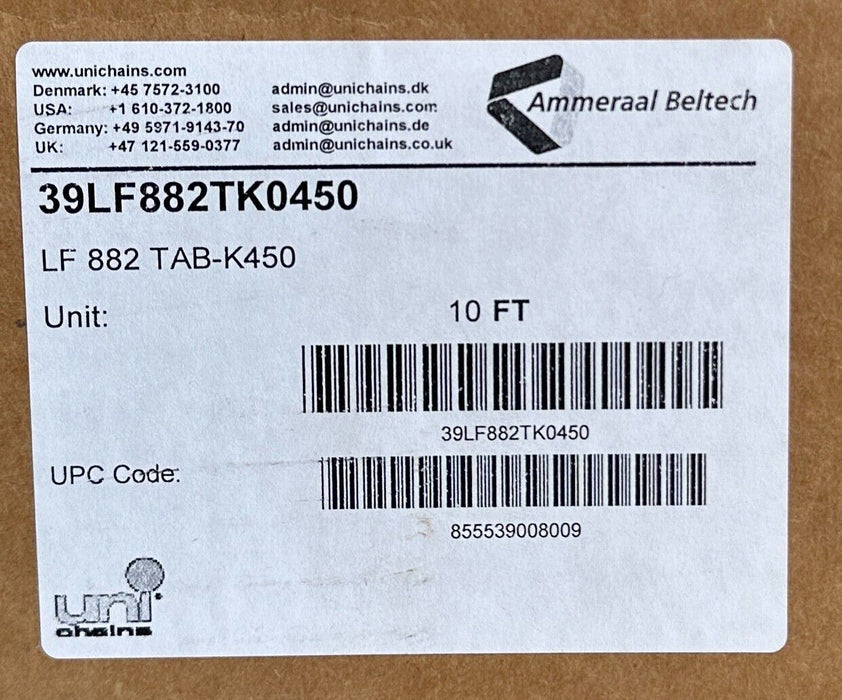 www.unichains.com
Denmark: +45 7572-3100 admin@unichains.dk
USA: +1 610-372-1800 sales@unichains.com
Germany: +49 5971-9143-70 admin@unichains.de
UK: +47 121-559-0377 admin@unichains.co.uk
Ammeraal Beltech
39LF882TK0450
LF 882 TAB-K450
Unit: 10 FT
39LF882TK0450
UPC Code:
855539008009
uni
chains